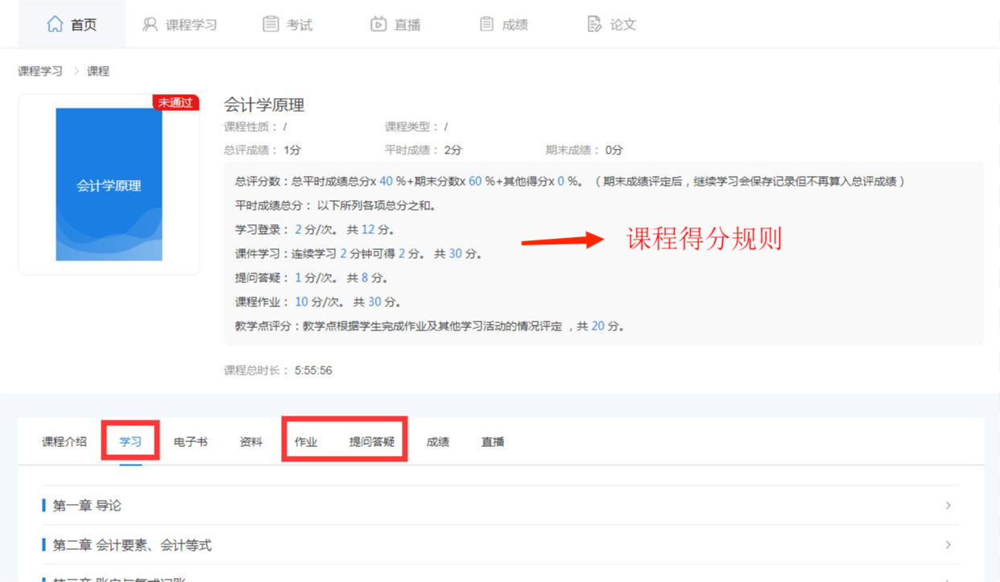 首页 课程学习 考试 直播 成绩 论文
课程学习 > 课程
未通过
会计学原理
会计学原理
课程性质： / 课程类型： /
总评成绩： 1分 平时成绩： 2分 期末成绩： 0分
总评分数：总平时成绩总分x 40 %+期末分数x 60 %+其他得分x 0 %。（期末成绩评定后，继续学习会保存记录但不再算入总评成绩）
平时成绩总分： 以下所列各项总分之和。
学习登录： 2 分/次。 共 12 分。
课件学习：连续学习 2 分钟可得 2 分。 共 30 分。
课程得分规则
提问答疑： 1 分/次。 共 8 分。
课程作业： 10 分/次。 共 30 分。
教学点评分：教学点根据学生完成作业及其他学习活动的情况评定 ，共 20 分。
课程总时长： 5:55:56
课程介绍 学习 电子书 资料 作业 提问答疑 成绩 直播
第一章 导论
第二章 会计要素、会计等式